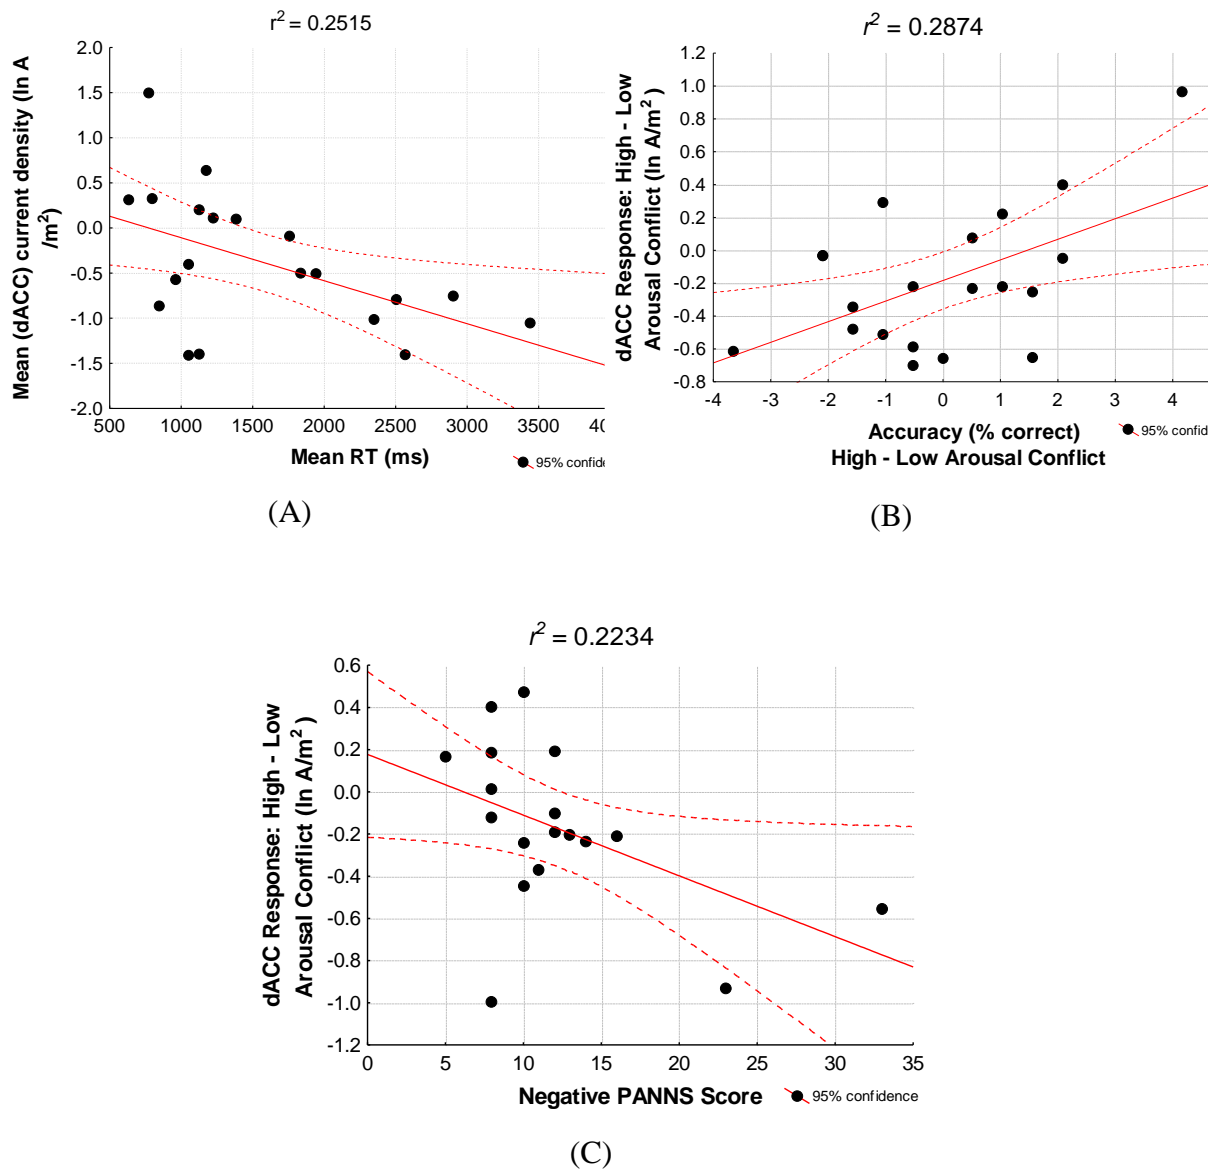 r² = 0.2515
Mean (dACC) current density (ln A
/m²)
2.0
1.5
1.0
0.5
0.0
-0.5
-1.0
-1.5
-2.0
500 1000 1500 2000 2500 3000 3500 40
Mean RT (ms)
95% confide
(A)
r² = 0.2874
dACC Response: High - Low
Arousal Conflict (ln A/m²)
1.2
1.0
0.8
0.6
0.4
0.2
0.0
-0.2
-0.4
-0.6
-0.8
-4 -3 -2 -1 0 1 2 3 4
Accuracy (% correct)
High - Low Arousal Conflict
95% confid
(B)
r² = 0.2234
dACC Response: High - Low
Arousal Conflict (ln A/m²)
0.6
0.4
0.2
0.0
-0.2
-0.4
-0.6
-0.8
-1.0
-1.2
0 5 10 15 20 25 30 35
Negative PANNS Score
95% confidence
(C)